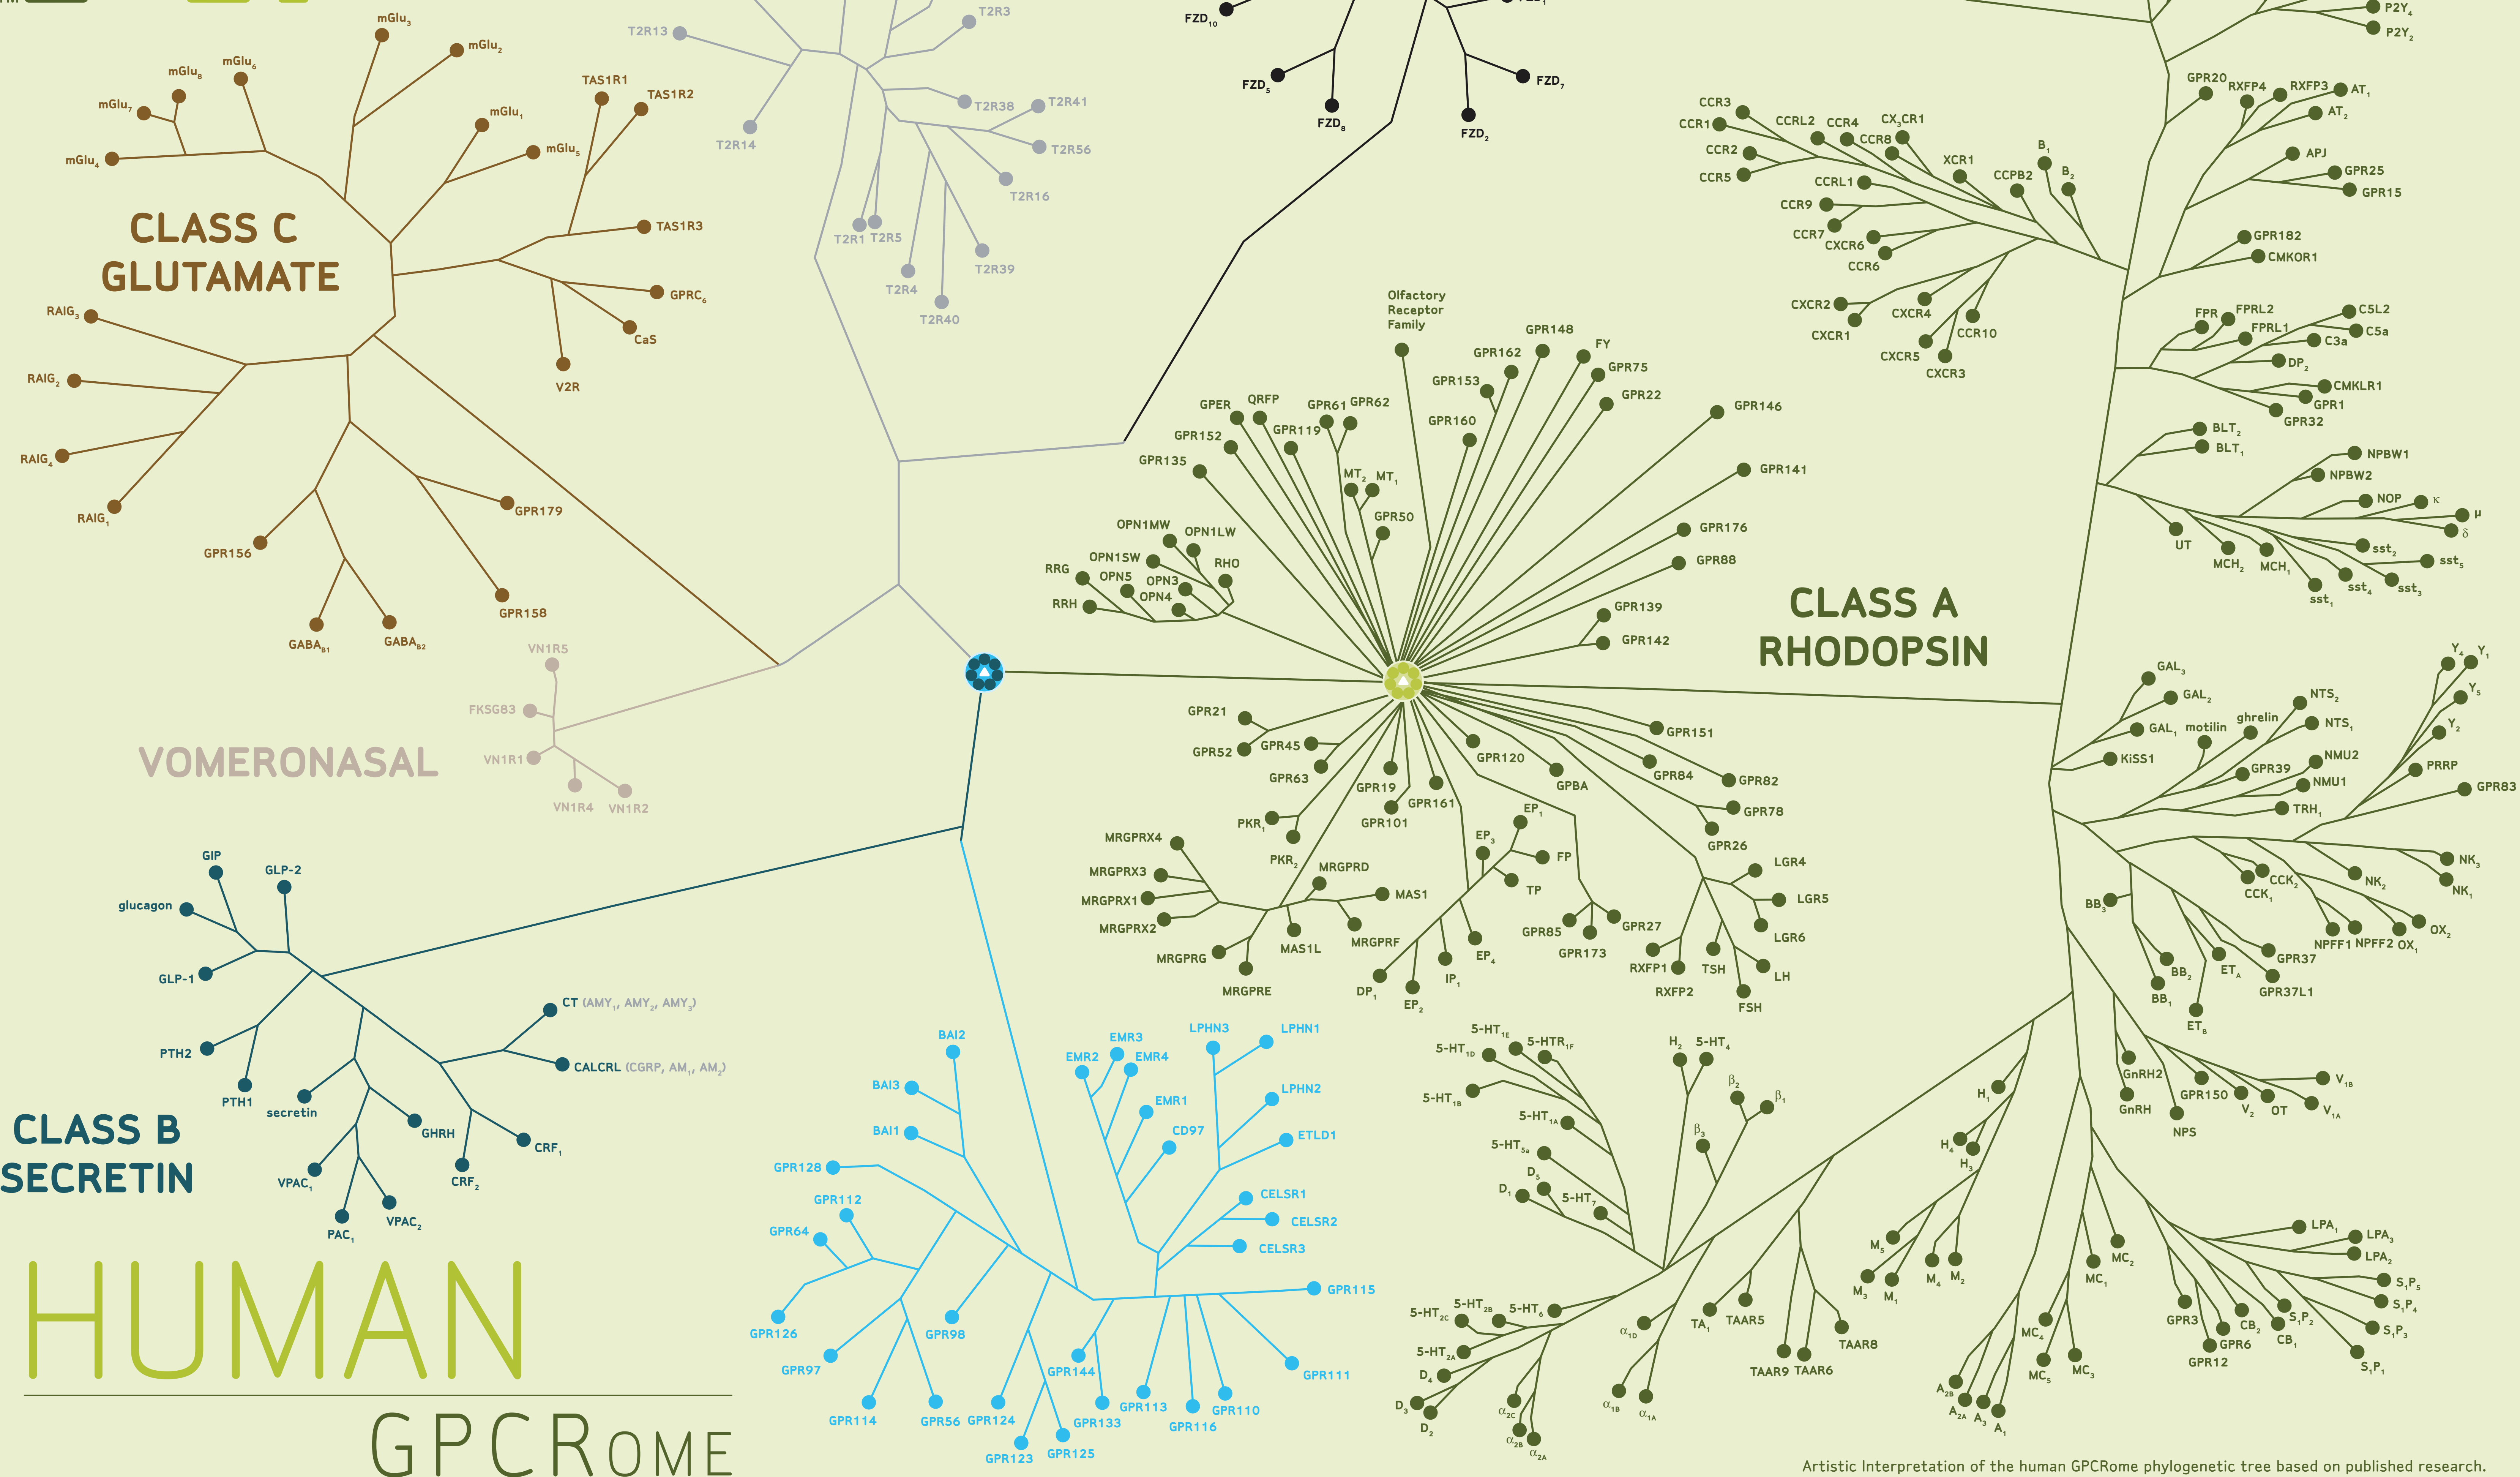 mGlu3
mGlu2
mGlu8
mGlu6
mGlu7
mGlu1
mGlu4
mGlu5
TAS1R1
TAS1R2
TAS1R3
CLASS C
GLUTAMATE
GPRC6
CaS
V2R
RAIG3
RAIG2
RAIG4
RAIG1
GPR156
GPR179
GPR158
GABAB1
GABAB2
T2R13
T2R3
T2R14
T2R38
T2R41
T2R56
T2R16
T2R1
T2R5
T2R39
T2R4
T2R40
FZD10
FZD5
FZD8
FZD2
FZD7
FZD1
VN1R5
FKSG83
VN1R1
VN1R4
VN1R2
VOMERONASAL
GIP
GLP-2
glucagon
GLP-1
PTH2
PTH1
secretin
GHRH
VPAC1
PAC1
VPAC2
CRF2
CRF1
CT (AMY1, AMY2, AMY3)
CALCRL (CGRP, AM1, AM2)
CLASS B
SECRETIN
HUMAN
GPCROME
BAI2
BAI3
BAI1
GPR128
GPR112
GPR64
GPR126
GPR97
GPR114
GPR56
GPR98
GPR124
GPR123
GPR125
GPR144
GPR133
GPR113
GPR116
GPR110
GPR111
GPR115
EMR2
EMR3
EMR4
EMR1
CD97
LPHN3
LPHN1
LPHN2
ETLD1
CELSR1
CELSR2
CELSR3
Olfactory
Receptor
Family
GPR148
GPR162
FY
GPR153
GPR75
GPR22
GPR160
GPR146
GPR141
GPR176
GPR88
GPR139
GPR142
GPER
QRFP
GPR61
GPR62
GPR152
GPR119
GPR135
MT2
MT1
GPR50
OPN1MW
OPN1LW
OPN1SW
RHO
RRG
OPN5
OPN3
OPN4
RRH
CLASS A
RHODOPSIN
GPR21
GPR52
GPR45
GPR63
GPR19
GPR101
GPR161
GPR120
GPBA
GPR151
GPR84
GPR82
GPR78
GPR26
PKR1
PKR2
MRGPRX4
MRGPRX3
MRGPRX1
MRGPRX2
MRGPRD
MAS1
MRGPRF
MAS1L
MRGPRG
MRGPRE
EP1
EP3
FP
TP
EP4
IP1
DP1
EP2
GPR85
GPR173
GPR27
LGR4
LGR5
LGR6
RXFP1
RXFP2
TSH
LH
FSH
P2Y4
P2Y2
GPR20
RXFP4
RXFP3
AT1
AT2
APJ
GPR25
GPR15
GPR182
CMKOR1
CCR3
CCR1
CCRL2
CCR4
CX3CR1
CCR8
CCR2
CCR5
XCR1
CCPB2
B1
B2
CCRL1
CCR9
CCR7
CXCR6
CCR6
CXCR2
CXCR1
CXCR4
CCR10
CXCR5
CXCR3
FPR
FPRL2
FPRL1
C5L2
C5a
C3a
DP2
CMKLR1
GPR1
GPR32
BLT2
BLT1
NPBW1
NPBW2
NOP
κ
μ
δ
UT
MCH2
MCH1
sst2
sst5
sst1
sst4
sst3
GAL3
GAL2
GAL1
KiSS1
motilin
ghrelin
NTS2
NTS1
GPR39
NMU2
NMU1
TRH1
Y4
Y1
Y5
Y2
PRRP
GPR83
NK3
NK1
NK2
CCK1
CCK2
NPFF1
NPFF2
OX1
OX2
BB3
BB2
BB1
ETA
ETB
GPR37
GPR37L1
GnRH2
GnRH
GPR150
NPS
V2
OT
V1B
V1A
5-HT1E
5-HTR1F
5-HT1D
5-HT1B
5-HT1A
5-HT5a
D5
D1
5-HT7
H2
5-HT4
β2
β1
β3
5-HT2C
5-HT2B
5-HT6
5-HT2A
D4
D3
D2
α2C
α2B
α2A
α1D
α1B
α1A
TA1
TAAR5
TAAR9
TAAR6
TAAR8
H1
H4
H3
M5
M3
M1
M4
M2
A2B
A2A
A3
A1
MC2
MC1
MC4
MC5
MC3
GPR3
GPR12
GPR6
CB2
CB1
S1P2
LPA1
LPA3
LPA2
S1P5
S1P4
S1P3
S1P1
Artistic Interpretation of the human GPCRome phylogenetic tree based on published research.